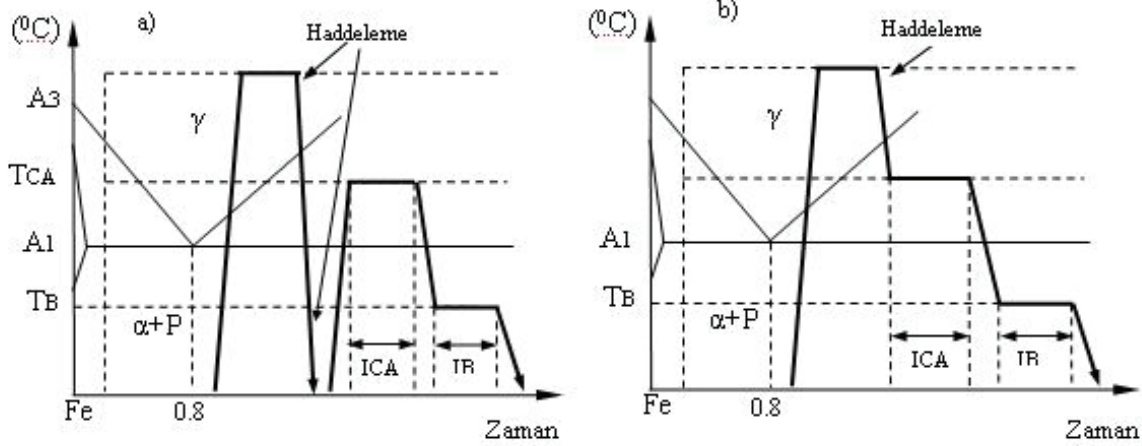 (⁰C)
a)
Haddeleme
A3
γ
TCA
A1
TB
α+P
ICA
IB
Fe
0.8
Zaman
(⁰C)
b)
Haddeleme
γ
A1
TB
α+P
ICA
IB
Fe
0.8
Zaman